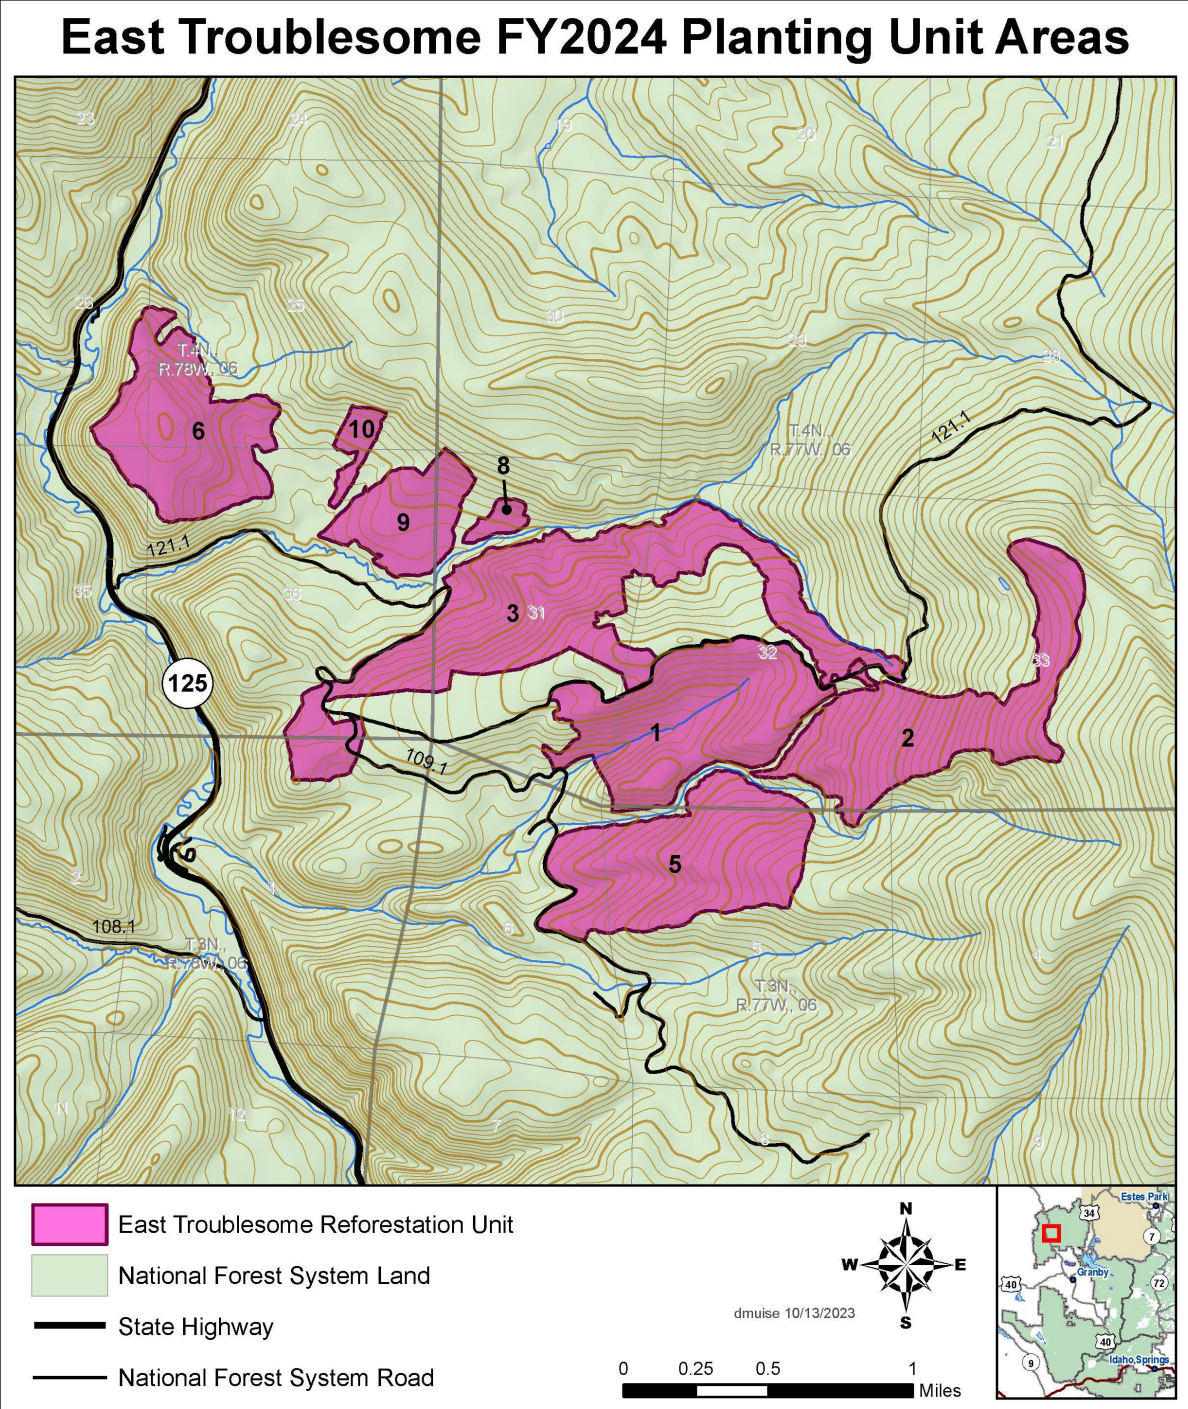 East Troublesome FY2024 Planting Unit Areas
23
24
19
20
21
26
25
30
29
28
T.4N.,
R.78W., 06
6
10
8
9
121.1
T.4N.,
R.77W., 06
121.1
35
36
3
31
32
33
125
1
2
109.1
5
2
1
6
5
4
108.1
T.3N.,
R.78W., 06
T.3N.,
R.77W., 06
11
12
7
8
9
East Troublesome Reforestation Unit
National Forest System Land
State Highway
National Forest System Road
N
W
E
S
dmuise 10/13/2023
0 0.25 0.5 1
Miles
Estes Park
34
7
Granby
40
72
40
9
Idaho Springs